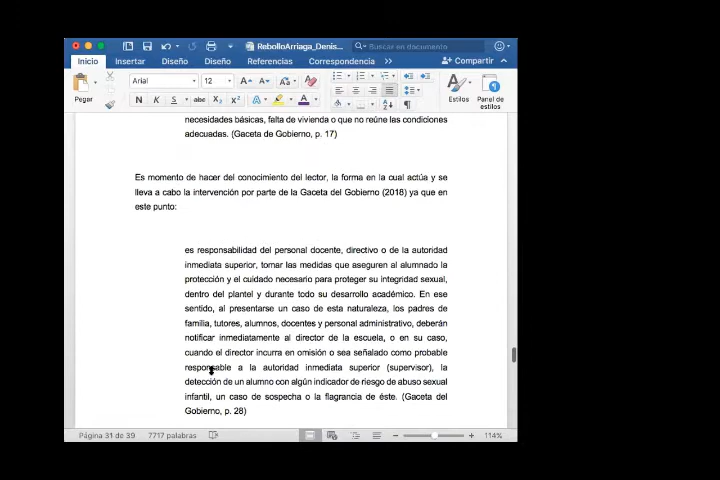 RebolloArriaga_Denis...
Buscar en documento
Inicio Insertar Diseño Diseño Referencias Correspondencia >> Compartir
Pegar
Arial 12
N K S abc X₂ X²
Estilos Panel de estilos
necesidades básicas, falta de vivienda o que no reúne las condiciones
adecuadas. (Gaceta de Gobierno, p. 17)
Es momento de hacer del conocimiento del lector, la forma en la cual actúa y se
lleva a cabo la intervención por parte de la Gaceta del Gobierno (2018) ya que en
este punto:
es responsabilidad del personal docente, directivo o de la autoridad
inmediata superior, tomar las medidas que aseguren al alumnado la
protección y el cuidado necesario para proteger su integridad sexual,
dentro del plantel y durante todo su desarrollo académico. En ese
sentido, al presentarse un caso de esta naturaleza, los padres de
familia, tutores, alumnos, docentes y personal administrativo, deberán
notificar inmediatamente al director de la escuela, o en su caso,
cuando el director incurra en omisión o sea señalado como probable
responsable a la autoridad inmediata superior (supervisor), la
detección de un alumno con algún indicador de riesgo de abuso sexual
infantil, un caso de sospecha o la flagrancia de éste. (Gaceta del
Gobierno, p. 28)
Página 31 de 39 7717 palabras 114%